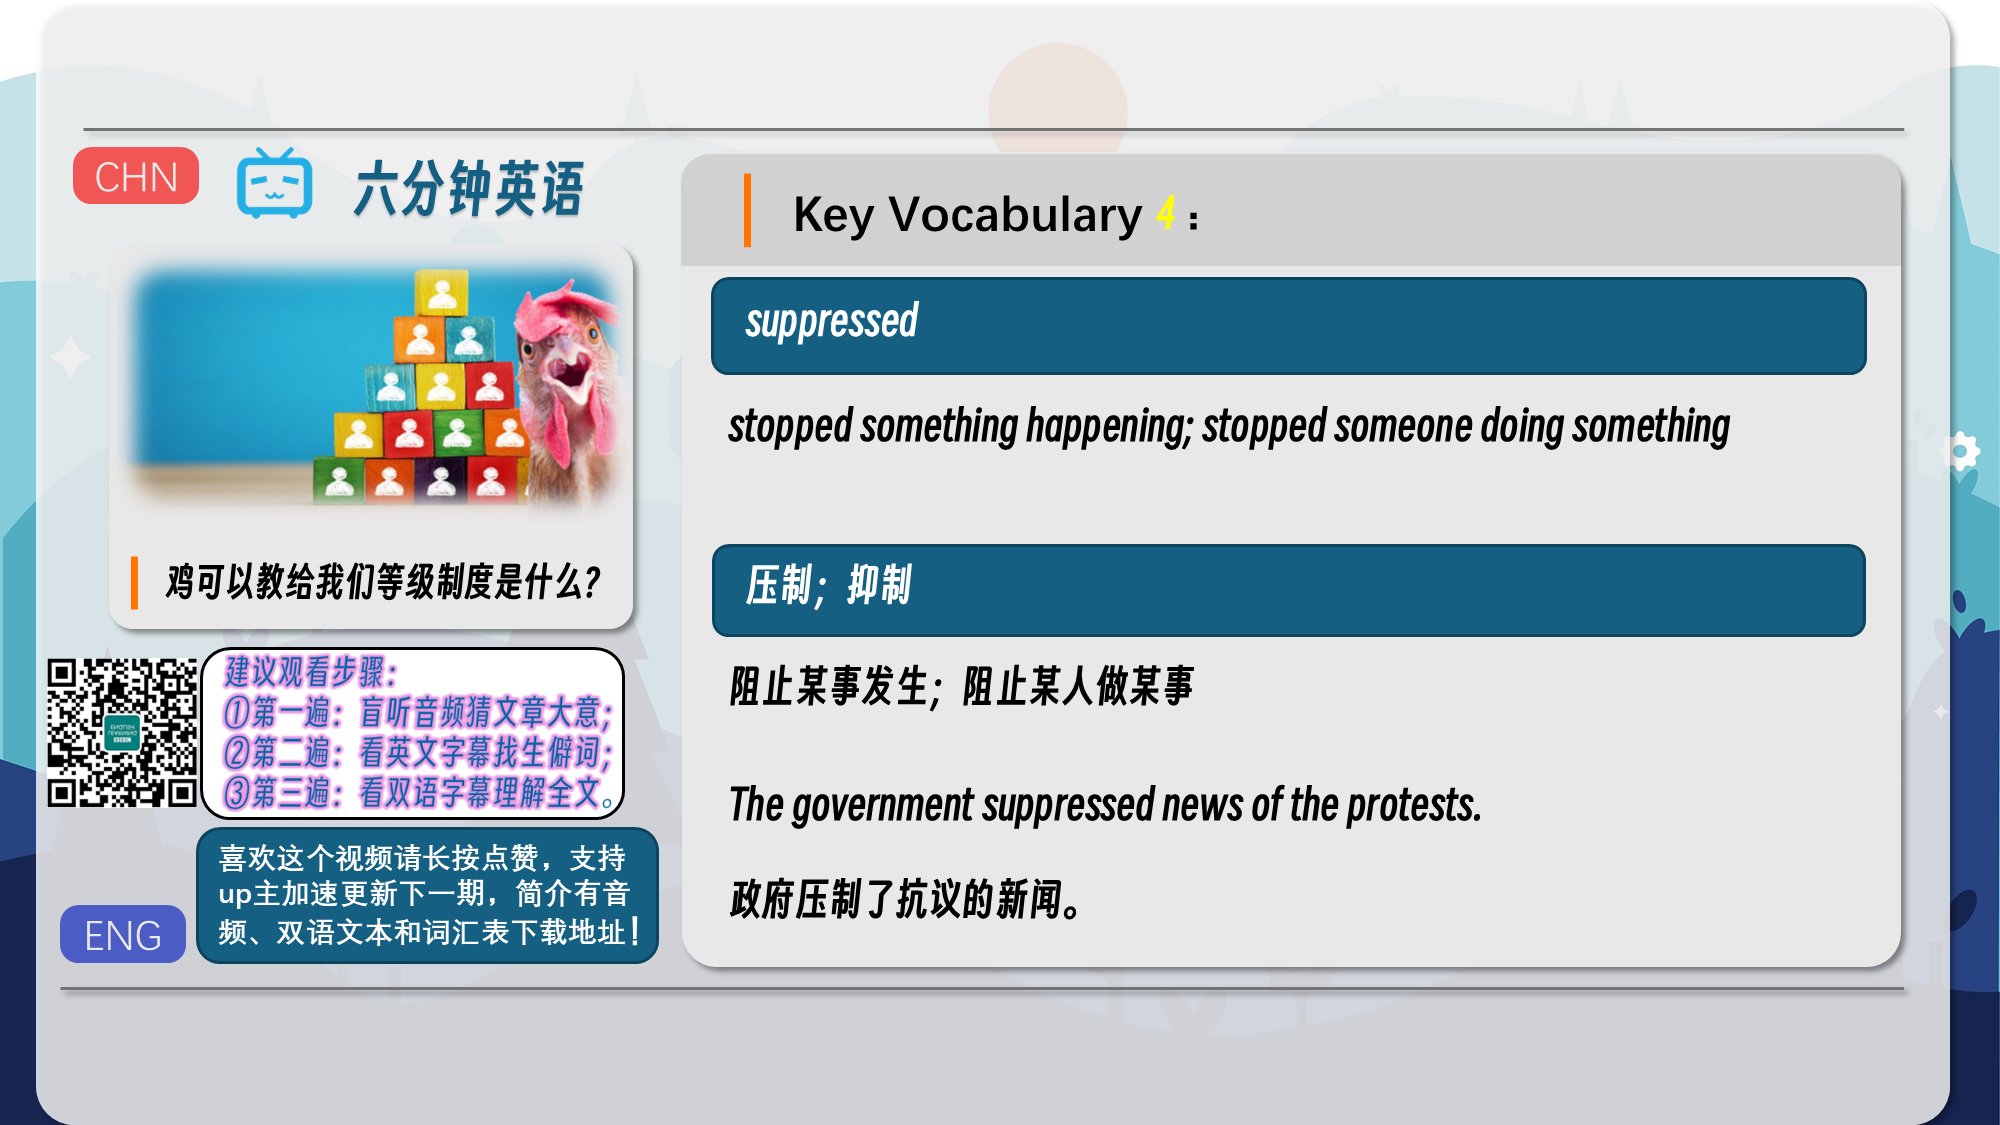 CHN
六分钟英语
鸡可以教给我们等级制度是什么？
建议观看步骤：
①第一遍：盲听音频猜文章大意；
②第二遍：看英文字幕找生僻词；
③第三遍：看双语字幕理解全文。
喜欢这个视频请长按点赞，支持
up主加速更新下一期，简介有音
频、双语文本和词汇表下载地址！
ENG
Key Vocabulary 4：
suppressed
stopped something happening; stopped someone doing something
压制；抑制
阻止某事发生；阻止某人做某事
The government suppressed news of the protests.
政府压制了抗议的新闻。